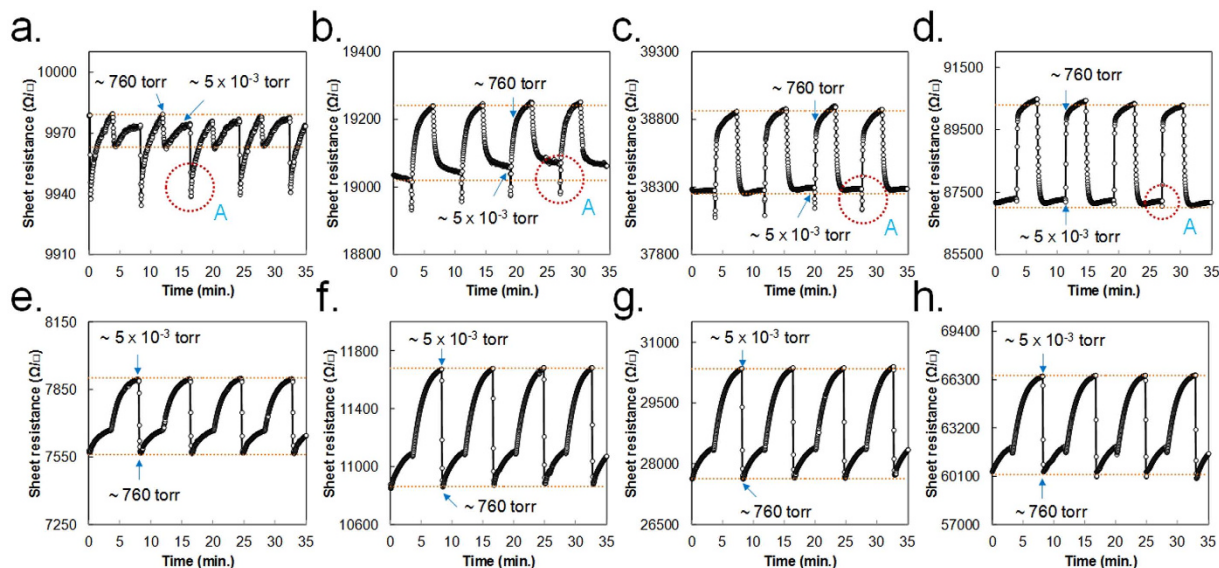 a.
Sheet resistance (Ω/□)
10000
9970
9940
9910
~ 760 torr
~ 5 x 10⁻³ torr
A
0 5 10 15 20 25 30 35
Time (min.)
b.
Sheet resistance (Ω/□)
19400
19200
19000
18800
~ 760 torr
~ 5 x 10⁻³ torr
A
0 5 10 15 20 25 30 35
Time (min.)
c.
Sheet resistance (Ω/□)
39300
38800
38300
37800
~ 760 torr
~ 5 x 10⁻³ torr
A
0 5 10 15 20 25 30 35
Time (min.)
d.
Sheet resistance (Ω/□)
91500
89500
87500
85500
~ 760 torr
~ 5 x 10⁻³ torr
A
0 5 10 15 20 25 30 35
Time (min.)
e.
Sheet resistance (Ω/□)
8150
7850
7550
7250
~ 5 x 10⁻³ torr
~ 760 torr
0 5 10 15 20 25 30 35
Time (min.)
f.
Sheet resistance (Ω/□)
11800
11400
11000
10600
~ 5 x 10⁻³ torr
~ 760 torr
0 5 10 15 20 25 30 35
Time (min.)
g.
Sheet resistance (Ω/□)
31000
29500
28000
26500
~ 5 x 10⁻³ torr
~ 760 torr
0 5 10 15 20 25 30 35
Time (min.)
h.
Sheet resistance (Ω/□)
69400
66300
63200
60100
57000
~ 5 x 10⁻³ torr
~ 760 torr
0 5 10 15 20 25 30 35
Time (min.)